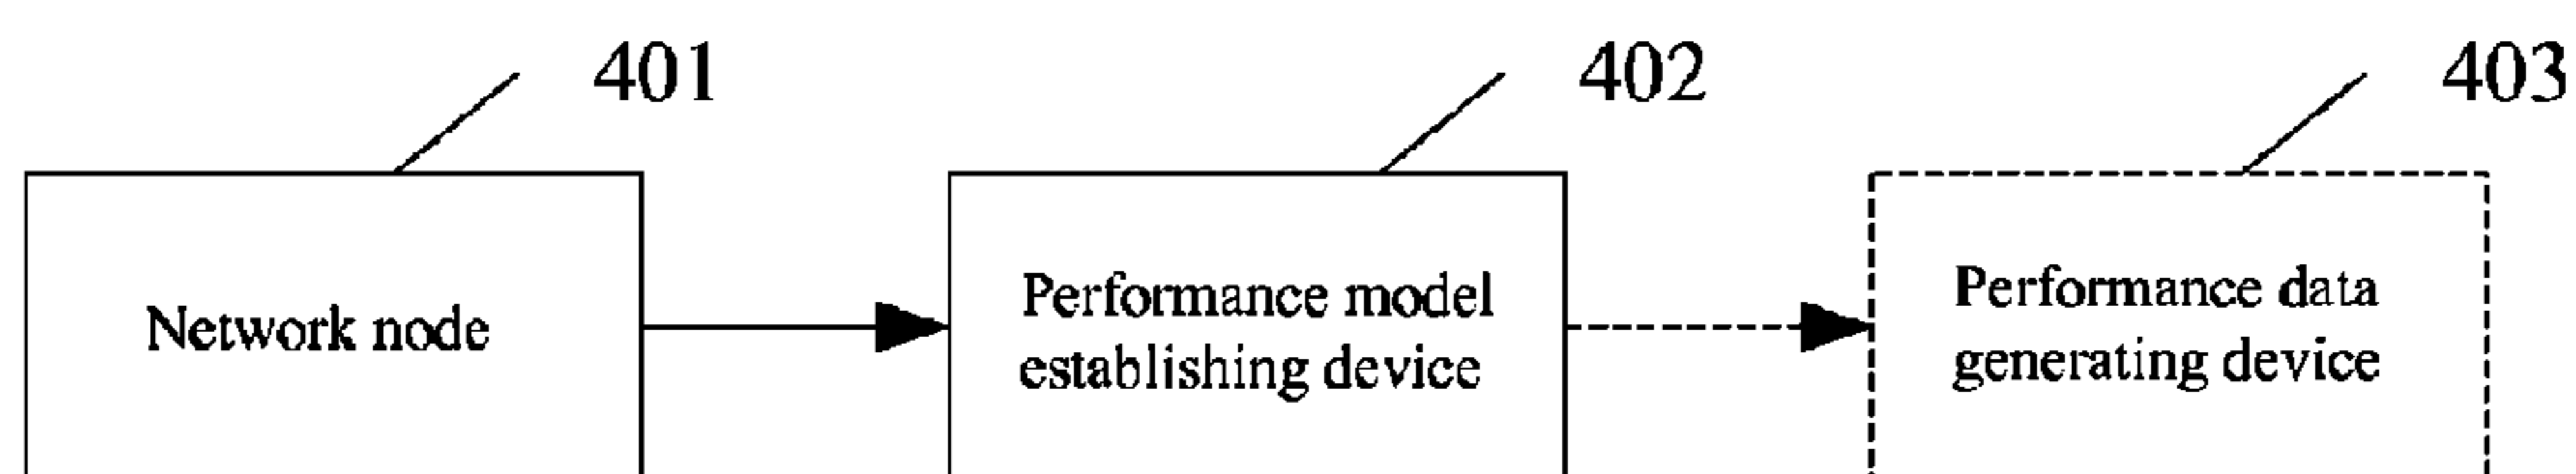 401
402
403
Network node
Performance model
establishing device
Performance data
generating device